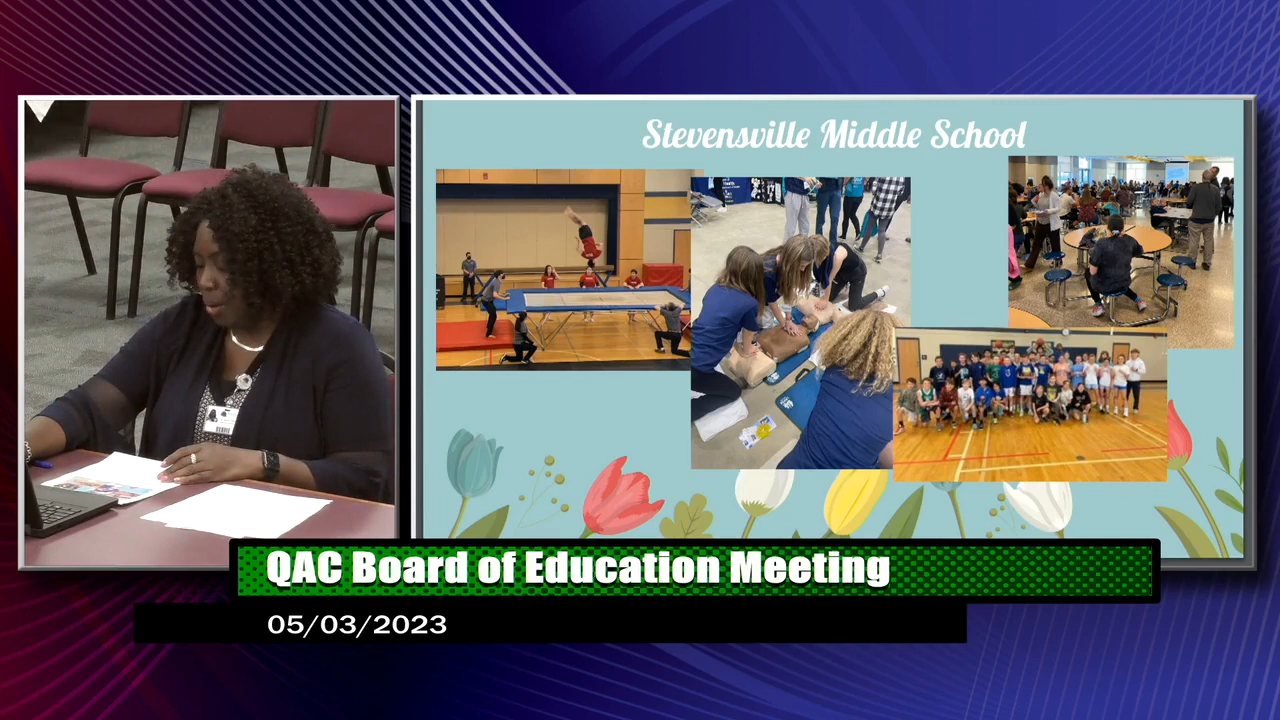 Stevensville Middle School
QAC Board of Education Meeting
05/03/2023